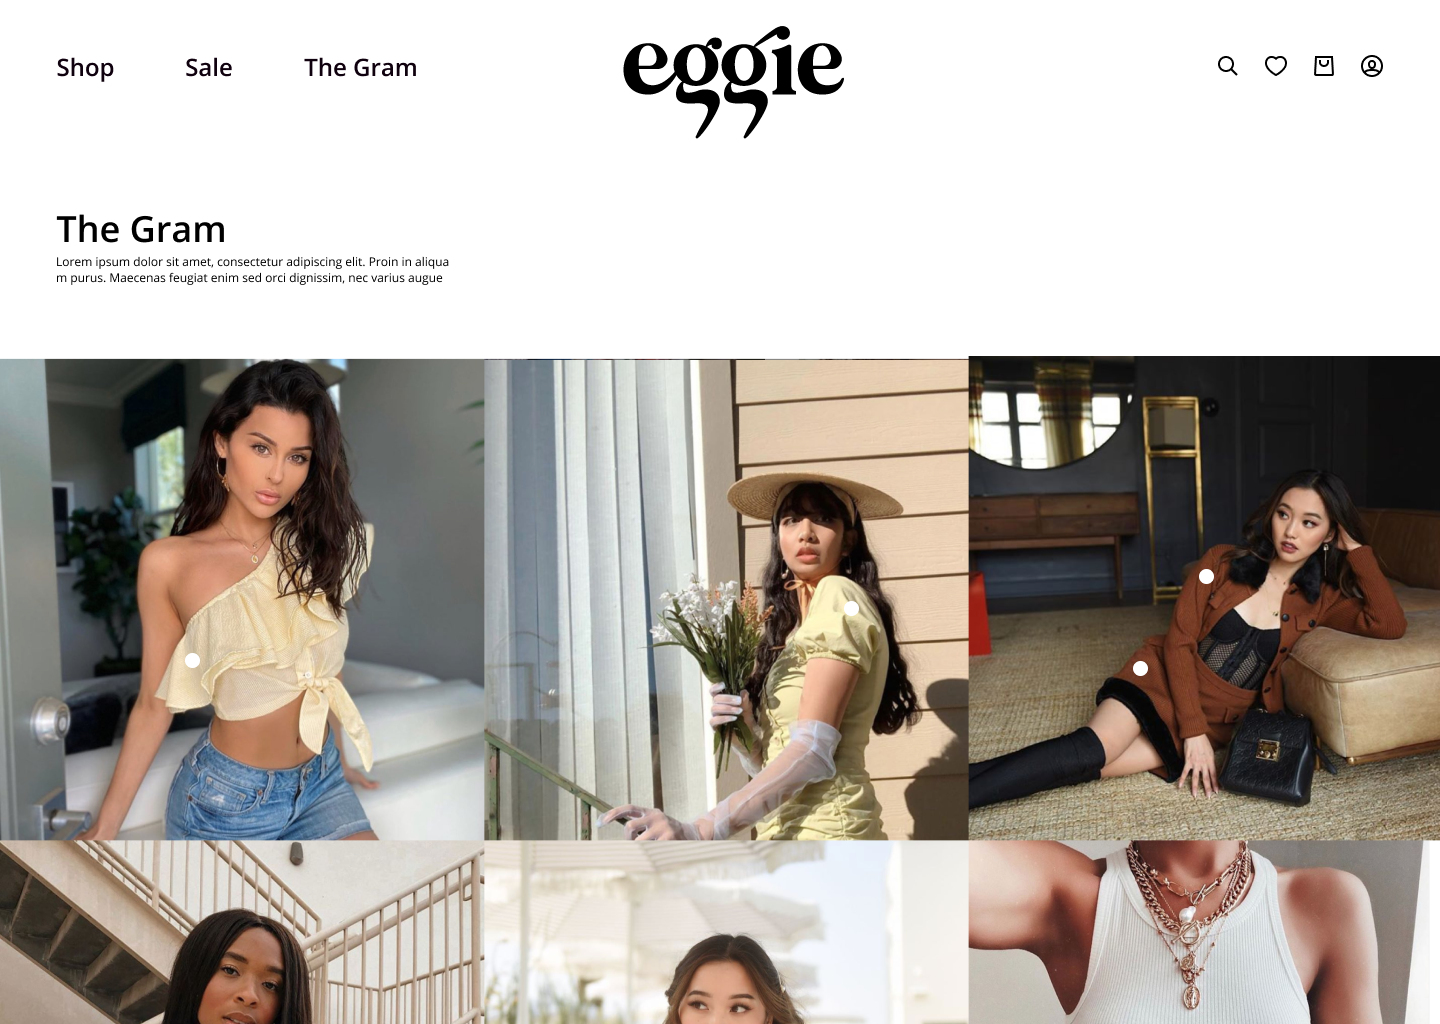 Shop
Sale
The Gram
eggie
The Gram
Lorem ipsum dolor sit amet, consectetur adipiscing elit. Proin in aliqua
m purus. Maecenas feugiat enim sed orci dignissim, nec varius augue